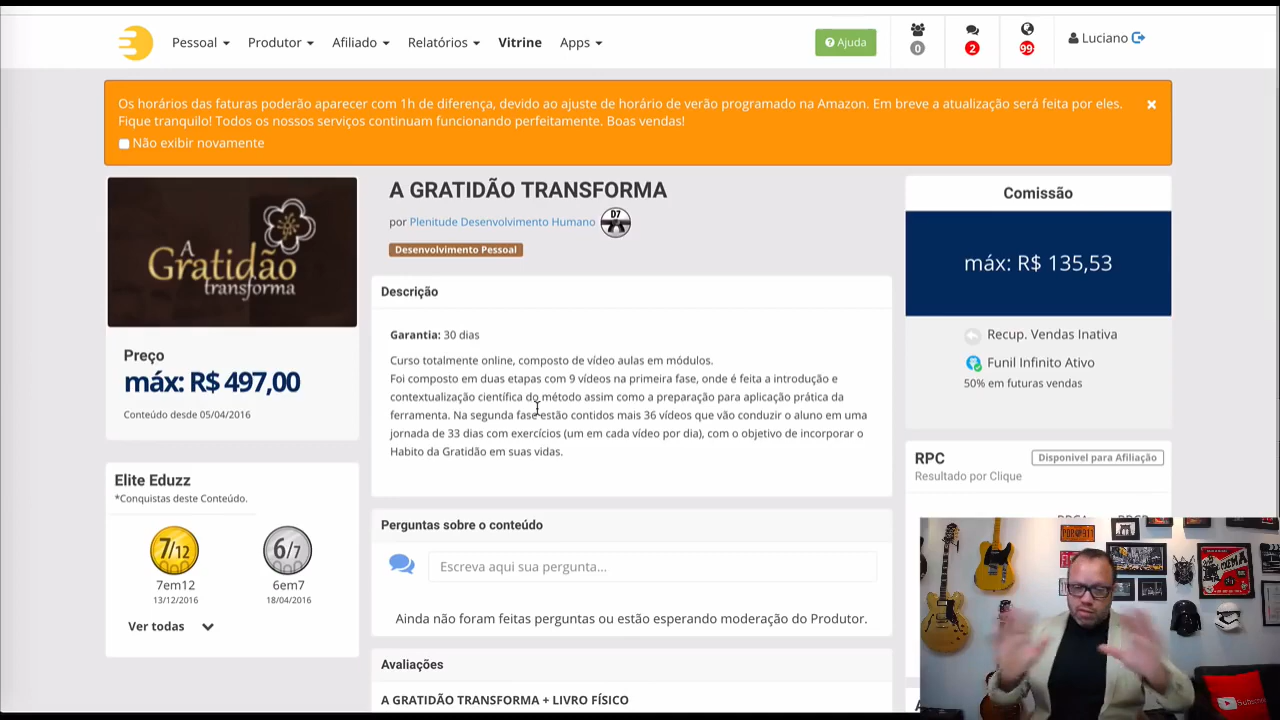 Pessoal
Produtor
Afiliado
Relatórios
Vitrine
Apps
Ajuda
0
2
99+
Luciano
Os horários das faturas poderão aparecer com 1h de diferença, devido ao ajuste de horário de verão programado na Amazon. Em breve a atualização será feita por eles.
Fique tranquilo! Todos os nossos serviços continuam funcionando perfeitamente. Boas vendas!
Não exibir novamente
A Gratidão
transforma
Preço
máx: R$ 497,00
Conteúdo desde 05/04/2016
Elite Eduzz
*Conquistas deste Conteúdo.
7/12
6/7
7em12
6em7
13/12/2016
18/04/2016
Ver todas
A GRATIDÃO TRANSFORMA
por Plenitude Desenvolvimento Humano
D7
Desenvolvimento Pessoal
Descrição
Garantia: 30 dias
Curso totalmente online, composto de vídeo aulas em módulos.
Foi composto em duas etapas com 9 vídeos na primeira fase, onde é feita a introdução e
contextualização científica do método assim como a preparação para aplicação prática da
ferramenta. Na segunda fase estão contidos mais 36 vídeos que vão conduzir o aluno em uma
jornada de 33 dias com exercícios (um em cada vídeo por dia), com o objetivo de incorporar o
Habito da Gratidão em suas vidas.
Perguntas sobre o conteúdo
Escreva aqui sua pergunta...
Ainda não foram feitas perguntas ou estão esperando moderação do Produtor.
Avaliações
A GRATIDÃO TRANSFORMA + LIVRO FÍSICO
Comissão
máx: R$ 135,53
Recup. Vendas Inativa
Funil Infinito Ativo
50% em futuras vendas
RPC
Disponivel para Afiliação
Resultado por Clique